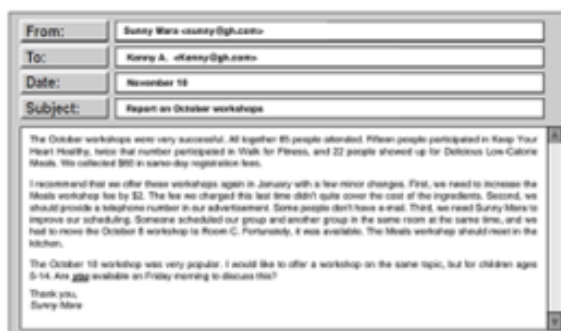 From:
Sunny Mara <sunny@gh.com>
To:
Kenny A. <Kenny@gh.com>
Date:
November 10
Subject:
Report on October workshops
The October workshops were very successful. All together 65 people attended. Fifteen people participated in Keep Your
Heart Healthy, twice that number participated in Walk for Fitness, and 22 people showed up for Delicious Low-Calorie
Meals. We collected $60 in same-day registration fees.
I recommend that we offer these workshops again in January with a few minor changes. First, we need to increase the
Meals workshop fee by $2. The fee we charged this last time didn't quite cover the cost of the ingredients. Second, we
should provide a telephone number in our advertisement. Some people don't have e-mail. Third, we need Sunny Mara to
improve our scheduling. Someone scheduled our group and another group in the same room at the same time, and we
had to move the October 8 workshop to Room C. Fortunately, it was available. The Meals workshop should meet in the
kitchen.
The October 10 workshop was very popular. I would like to offer a workshop on the same topic, but for children ages
5-14. Are you available on Friday morning to discuss this?
Thank you,
Sunny Mara